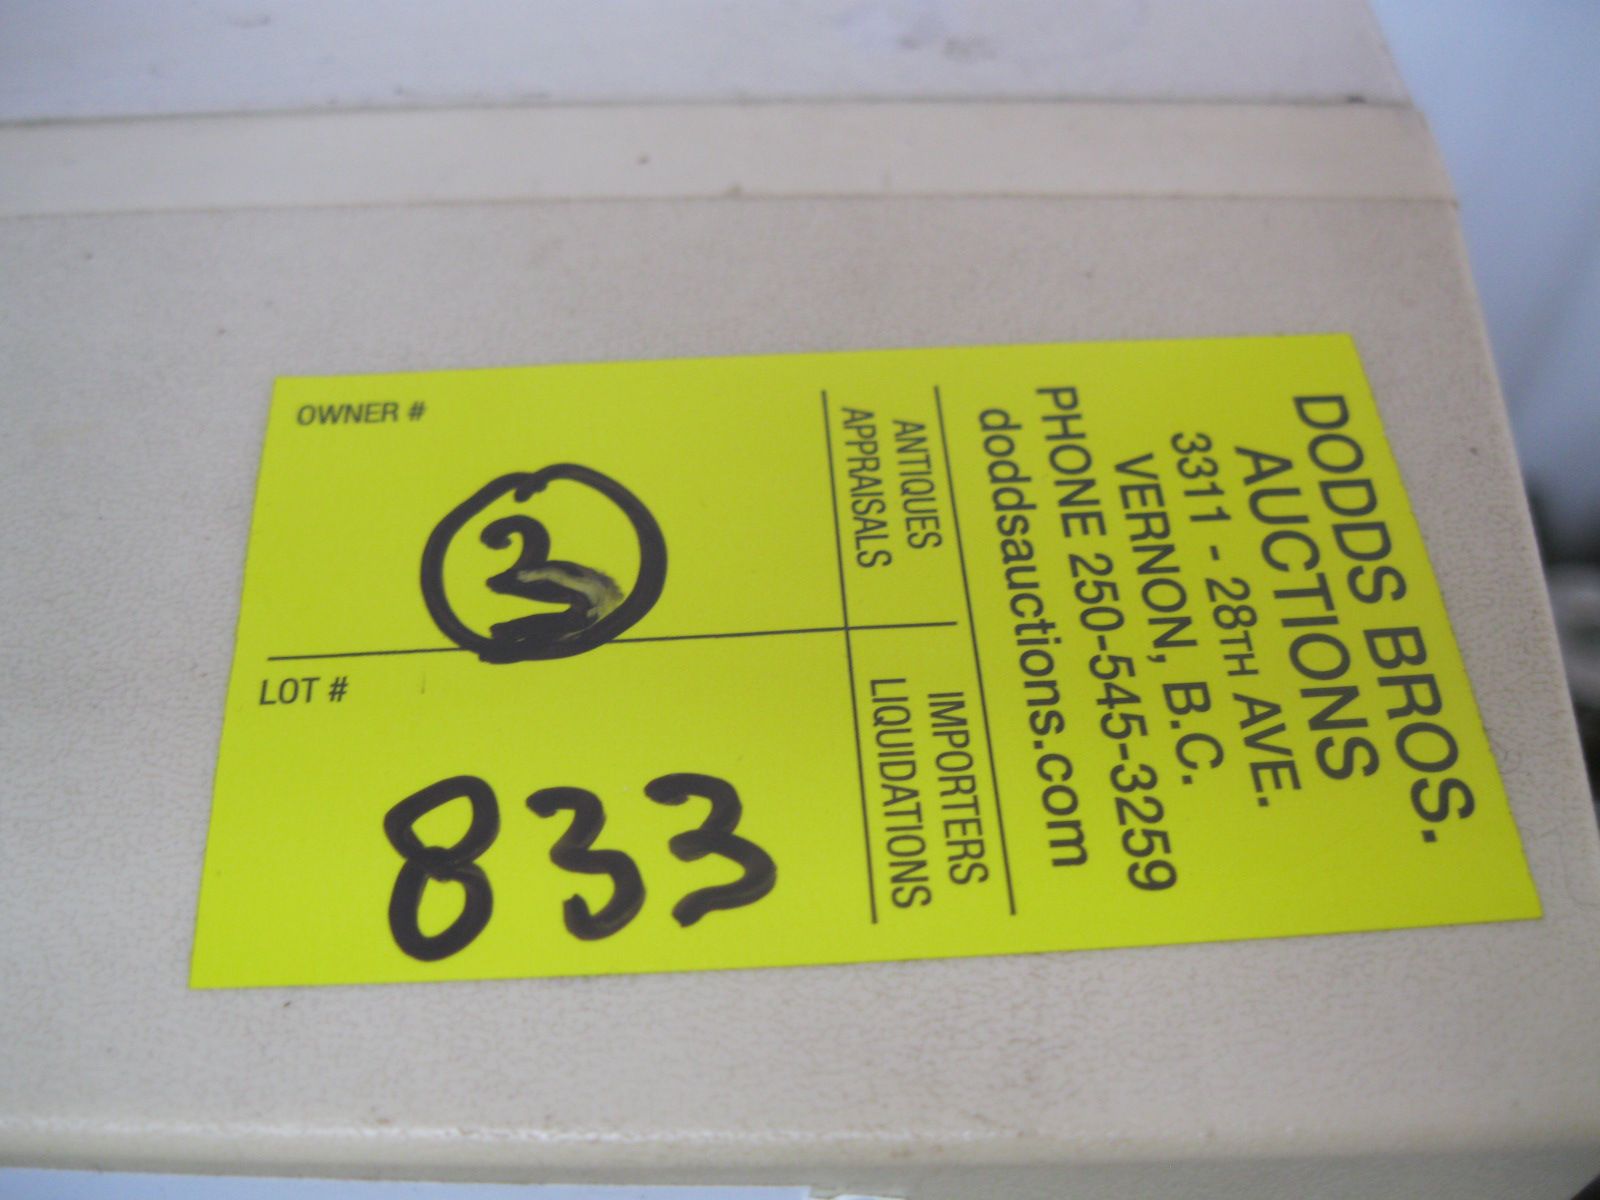 DODDS BROS.
AUCTIONS
3311 - 28TH AVE.
VERNON, B.C.
PHONE 250-545-3259
doddsauctions.com
ANTIQUES
APPRAISALS
IMPORTERS
LIQUIDATIONS
OWNER #
3
LOT #
833